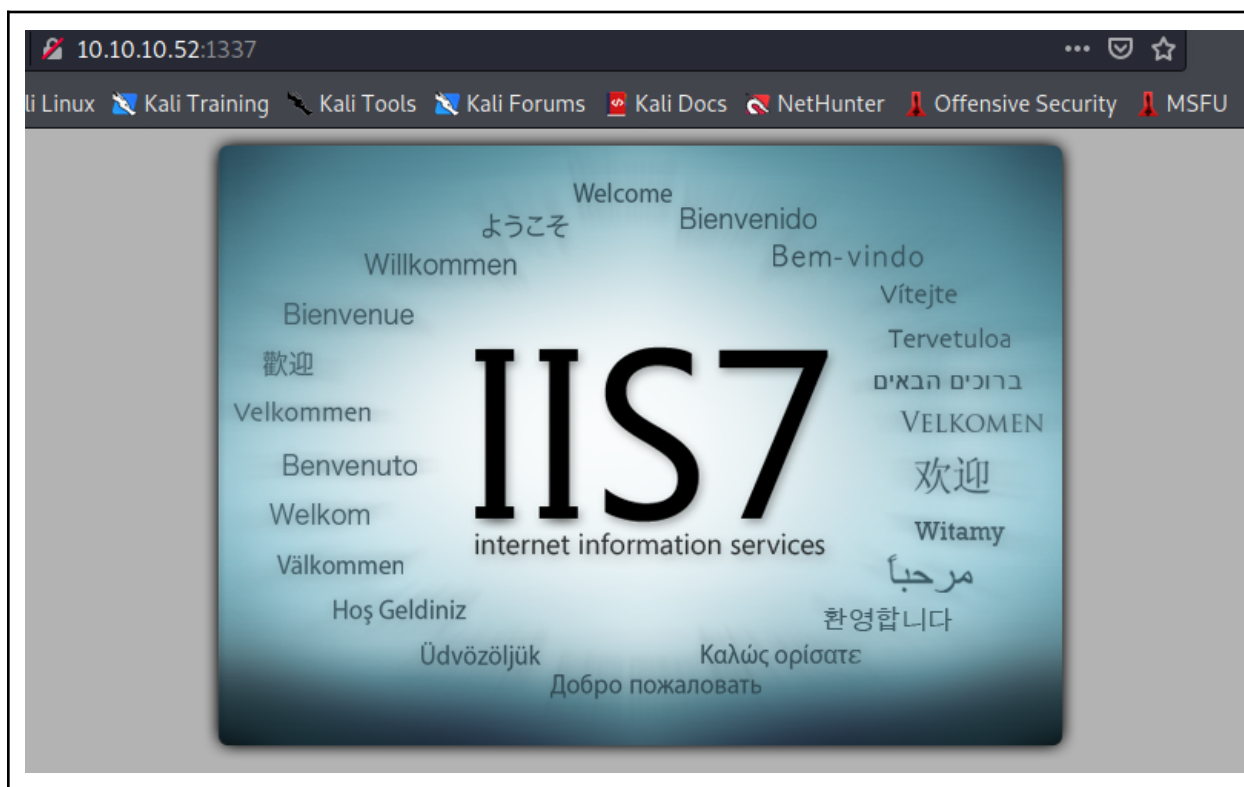 10.10.10.52:1337
li Linux Kali Training Kali Tools Kali Forums Kali Docs NetHunter Offensive Security MSFU
Welcome
ようこそ
Bienvenido
Willkommen
Bem-vindo
Vítejte
Bienvenue
Tervetuloa
歡迎
ברוכים הבאים
Velkommen
VELKOMEN
Benvenuto
欢迎
Welkom
Witamy
IIS7
internet information services
Välkommen
مرحباً
Hoş Geldiniz
환영합니다
Üdvözöljük
Καλώς ορίσατε
Добро пожаловать